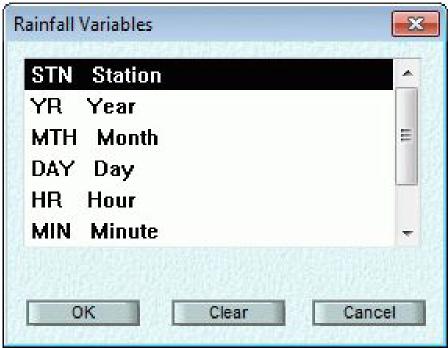 Rainfall Variables
STN Station
YR Year
MTH Month
DAY Day
HR Hour
MIN Minute
OK Clear Cancel